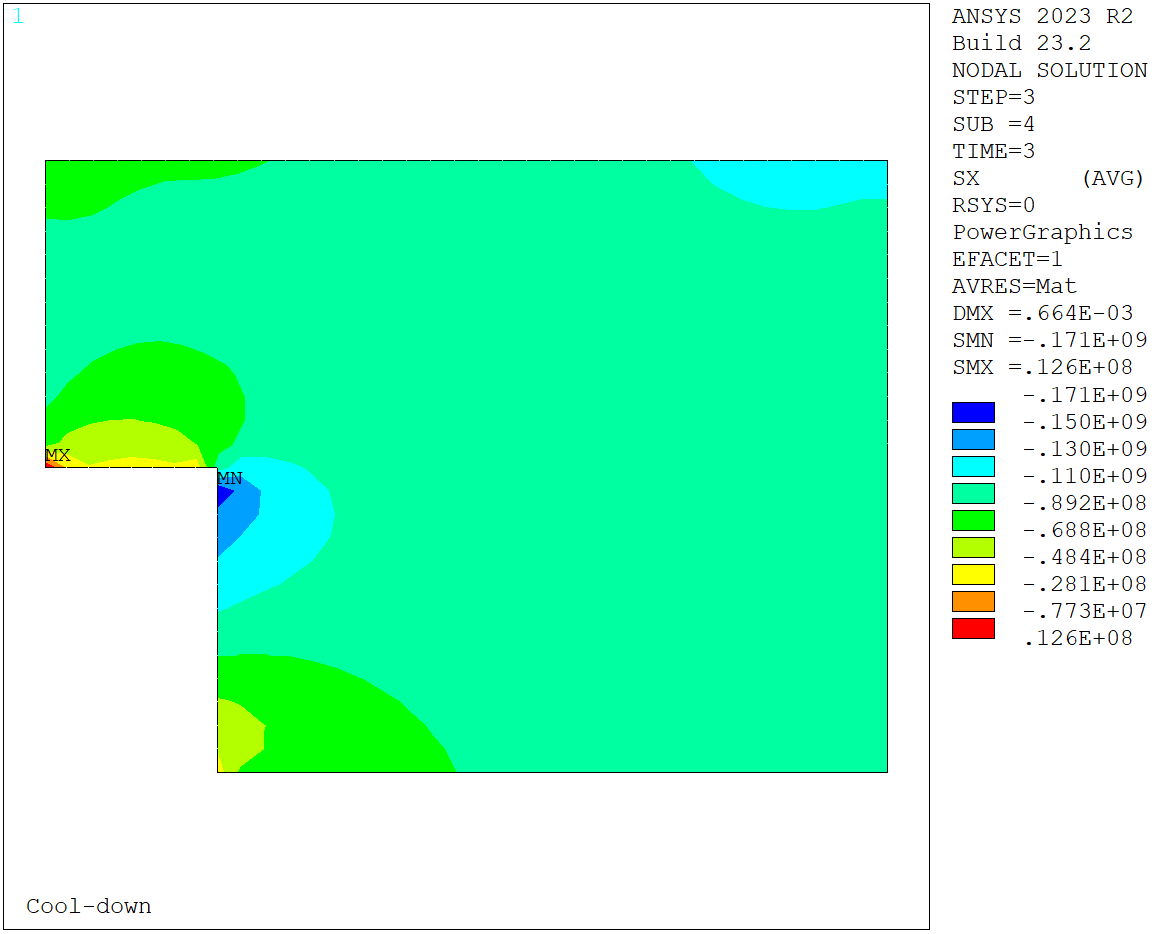 1
ANSYS 2023 R2
Build 23.2
NODAL SOLUTION
STEP=3
SUB =4
TIME=3
SX (AVG)
RSYS=0
PowerGraphics
EFACET=1
AVRES=Mat
DMX =.664E-03
SMN =-.171E+09
SMX =.126E+08
-.171E+09
-.150E+09
-.130E+09
-.110E+09
-.892E+08
-.688E+08
-.484E+08
-.281E+08
-.773E+07
.126E+08
MX
MN
Cool-down